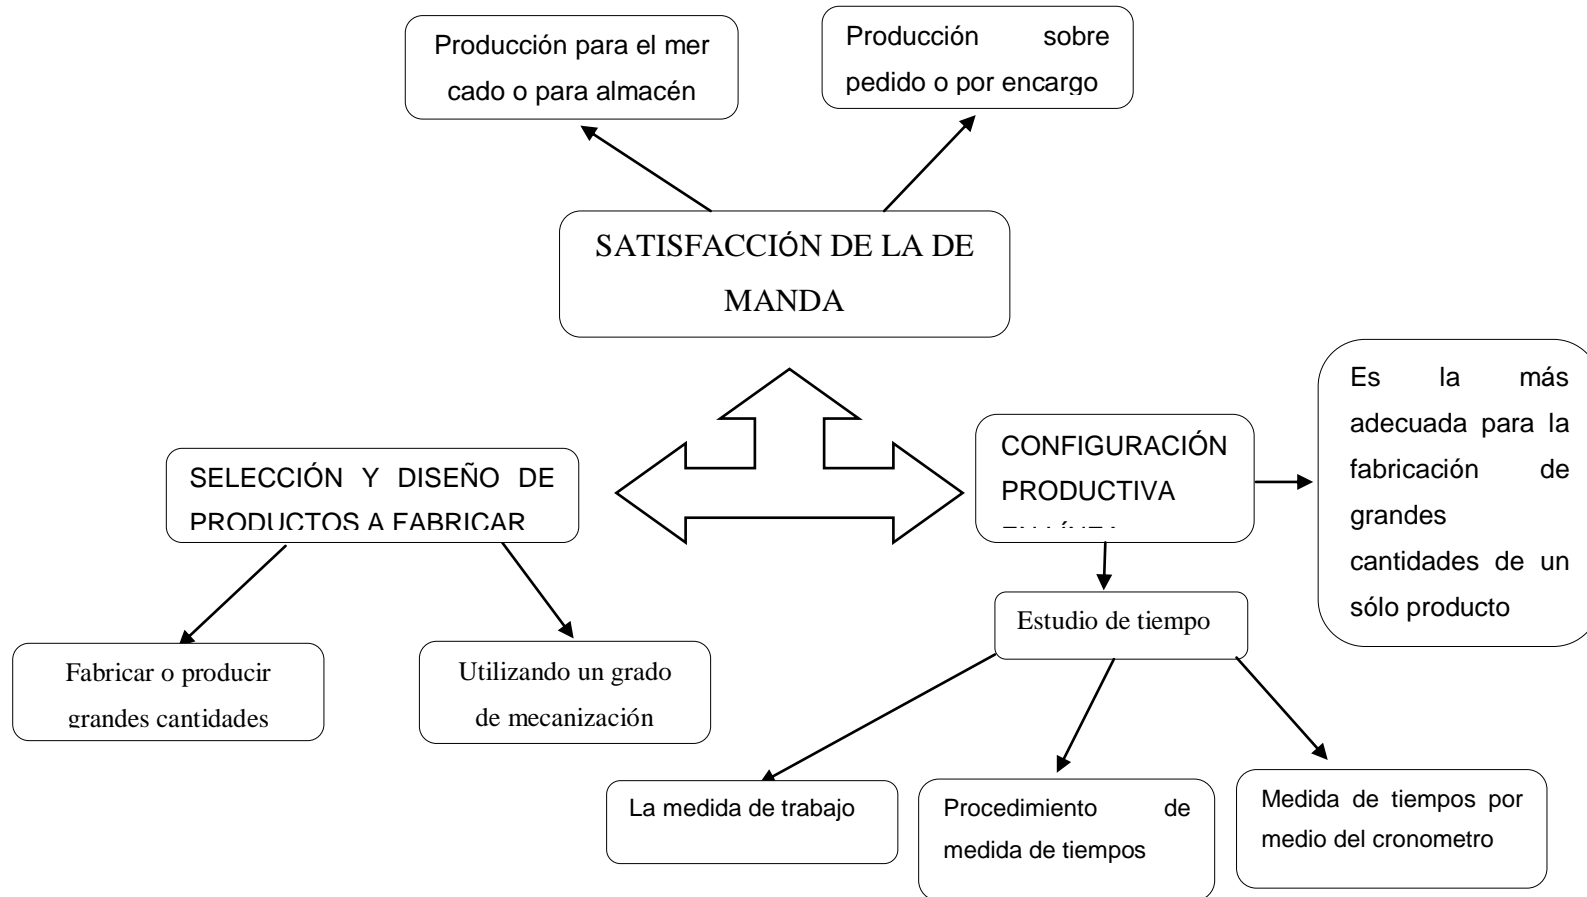 Producción para el mer
cado o para almacén
Producción sobre
pedido o por encargo
SATISFACCIÓN DE LA DE
MANDA
SELECCIÓN Y DISEÑO DE
PRODUCTOS A FABRICAR
CONFIGURACIÓN
PRODUCTIVA
Es la más
adecuada para la
fabricación de
grandes
cantidades de un
sólo producto
Fabricar o producir
grandes cantidades
Utilizando un grado
de mecanización
Estudio de tiempo
La medida de trabajo
Procedimiento de
medida de tiempos
Medida de tiempos por
medio del cronometro